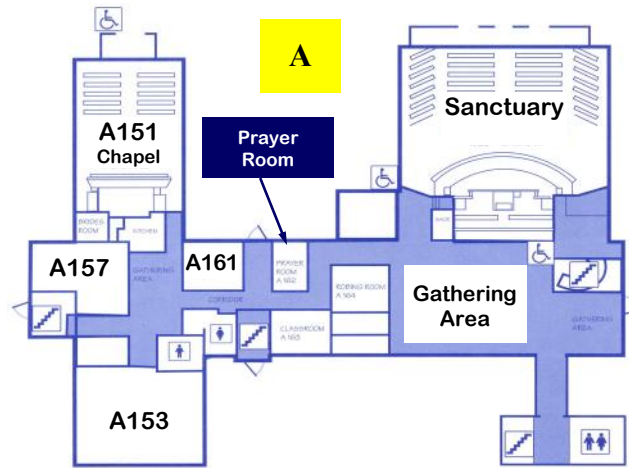 A
Sanctuary
A151
Chapel
Prayer
Room
BRIDES
ROOM
KITCHEN
A157
GATHERING
AREA
A161
PRAYER
ROOM
A 162
CORRIDOR
ROBING ROOM
A 164
CLASSROOM
A 163
Gathering
Area
GATHERING
AREA
A153